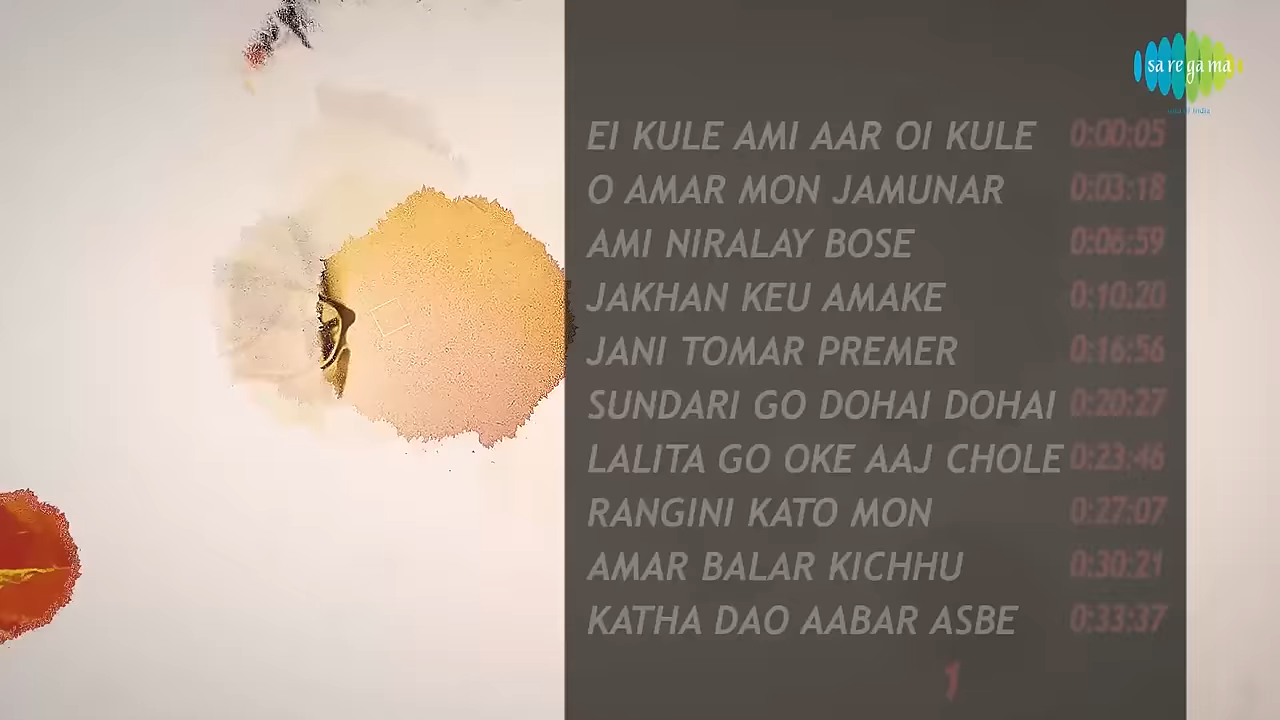 sa re ga ma
EI KULE AMI AAR OI KULE 0:00:05
O AMAR MON JAMUNAR 0:03:18
AMI NIRALAY BOSE 0:06:59
JAKHAN KEU AMAKE 0:10:20
JANI TOMAR PREMER 0:16:56
SUNDARI GO DOHAI DOHAI 0:20:27
LALITA GO OKE AAJ CHOLE 0:23:46
RANGINI KATO MON 0:27:07
AMAR BALAR KICHHU 0:30:21
KATHA DAO AABAR ASBE 0:33:37
1